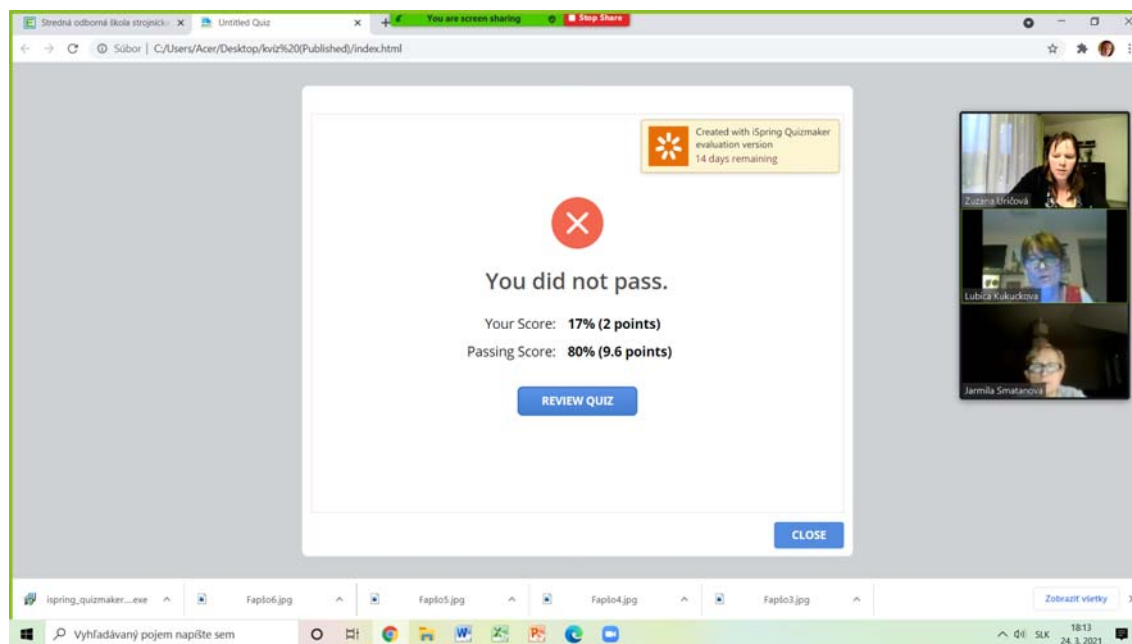 Stredná odborná škola strojnícka
Untitled Quiz
You are screen sharing
Stop Share
Súbor | C:/Users/Acer/Desktop/kvíz%20(Published)/index.html
Created with iSpring Quizmaker
evaluation version
14 days remaining
You did not pass.
Your Score: 17% (2 points)
Passing Score: 80% (9.6 points)
REVIEW QUIZ
CLOSE
Zuzana Uričová
Lubica Kukuckova
Jarmila Smatanová
ispring_quizmaker....exe
Fapšo6.jpg
Fapšo5.jpg
Fapšo4.jpg
Fapšo3.jpg
Zobraziť všetky
Vyhľadávaný pojem napíšte sem
SLK
18:13
24. 3. 2021